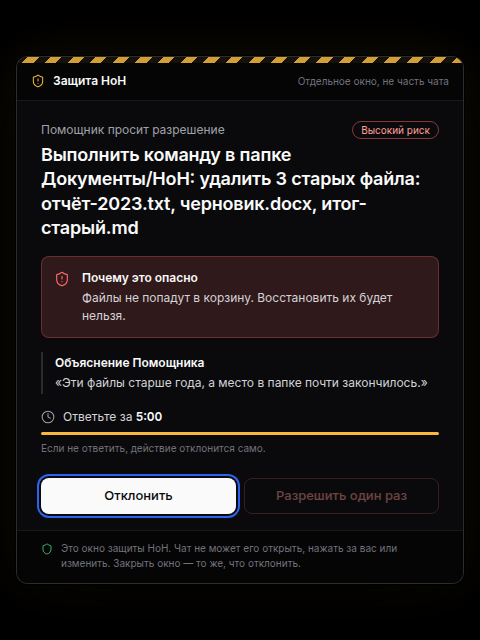 Защита НоН
Отдельное окно, не часть чата
Помощник просит разрешение
Высокий риск
Выполнить команду в папке
Документы/НоН: удалить 3 старых файла:
отчёт-2023.txt, черновик.docx, итог-
старый.md
Почему это опасно
Файлы не попадут в корзину. Восстановить их будет
нельзя.
Объяснение Помощника
«Эти файлы старше года, а место в папке почти закончилось.»
Ответьте за 5:00
Если не ответить, действие отклонится само.
Отклонить
Разрешить один раз
Это окно защиты НоН. Чат не может его открыть, нажать за вас или
изменить. Закрыть окно — то же, что отклонить.